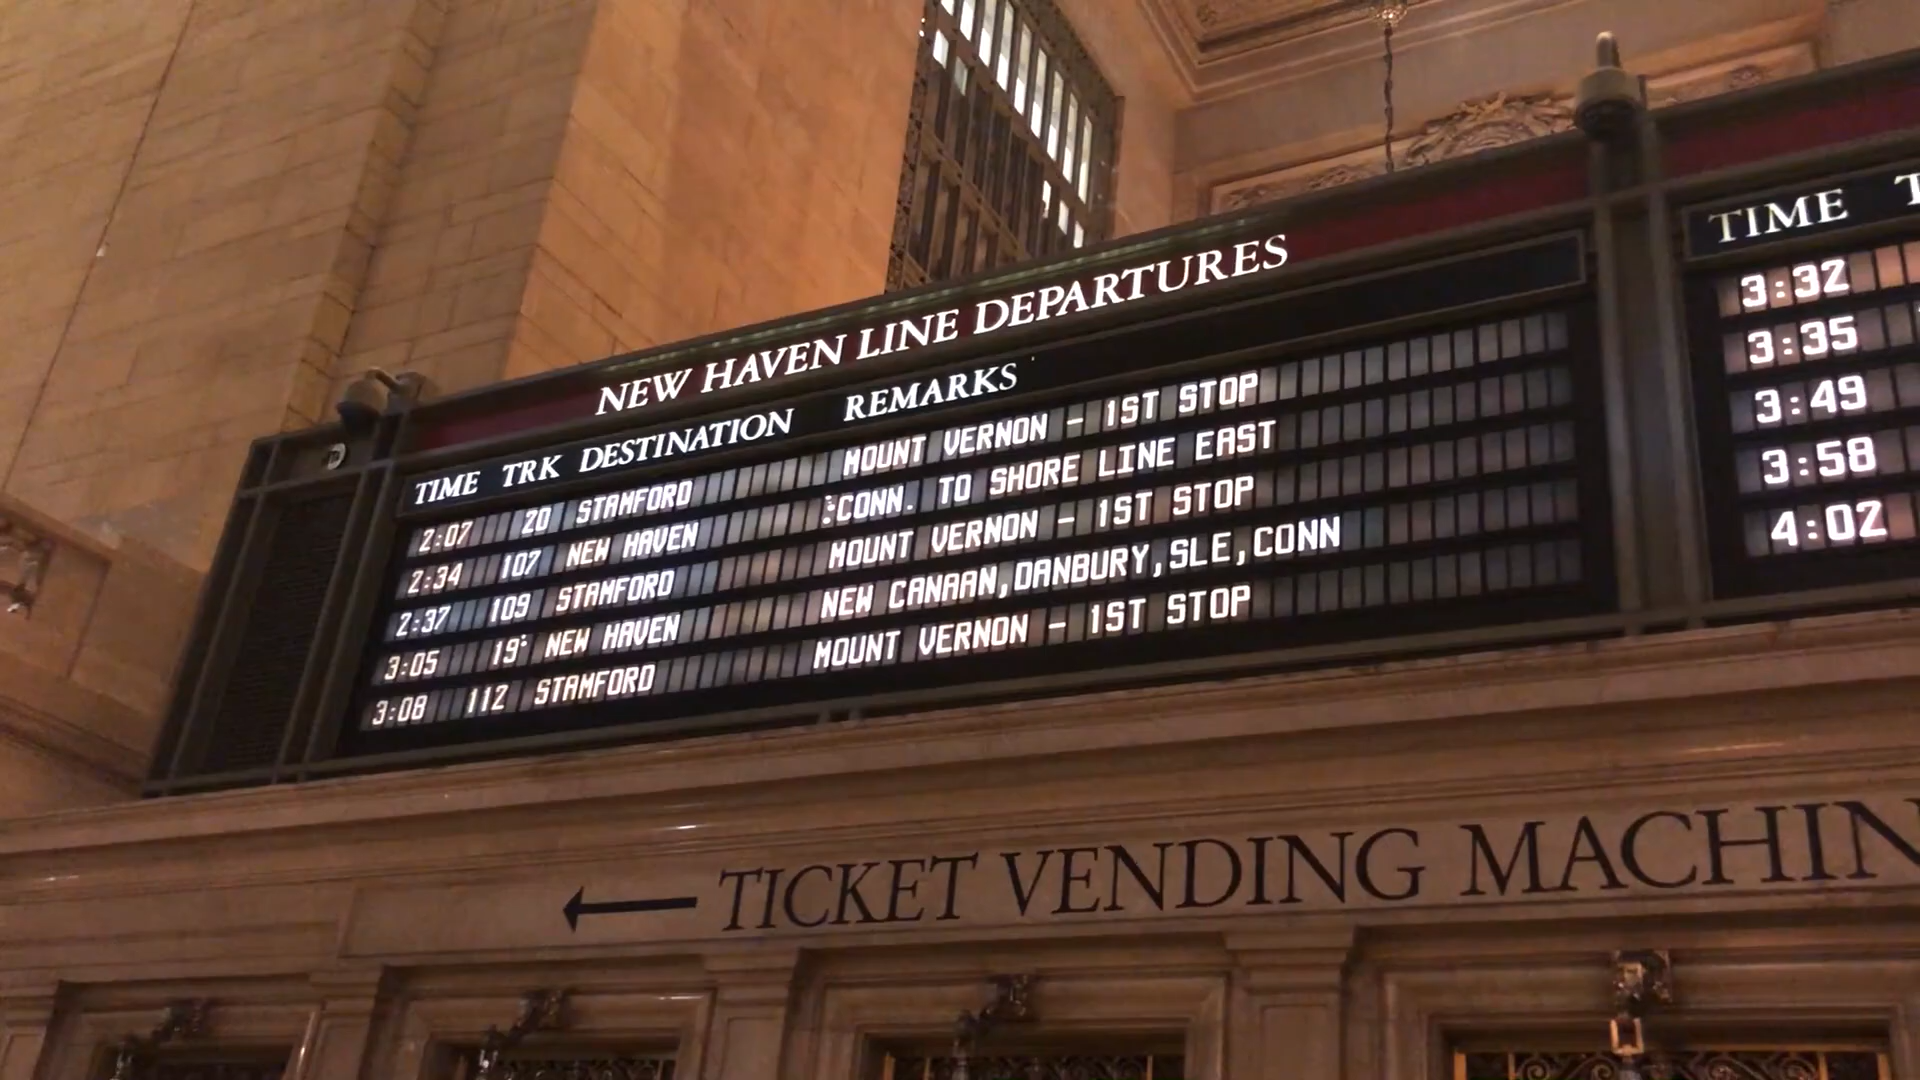 NEW HAVEN LINE DEPARTURES
TIME TRK DESTINATION REMARKS
2:07 20 STAMFORD MOUNT VERNON - 1ST STOP
2:34 107 NEW HAVEN CONN. TO SHORE LINE EAST
2:37 109 STAMFORD MOUNT VERNON - 1ST STOP
3:05 19 NEW HAVEN NEW CANAAN,DANBURY,SLE,CONN
3:08 112 STAMFORD MOUNT VERNON - 1ST STOP
TIME T
3:32
3:35
3:49
3:58
4:02
← TICKET VENDING MACHIN